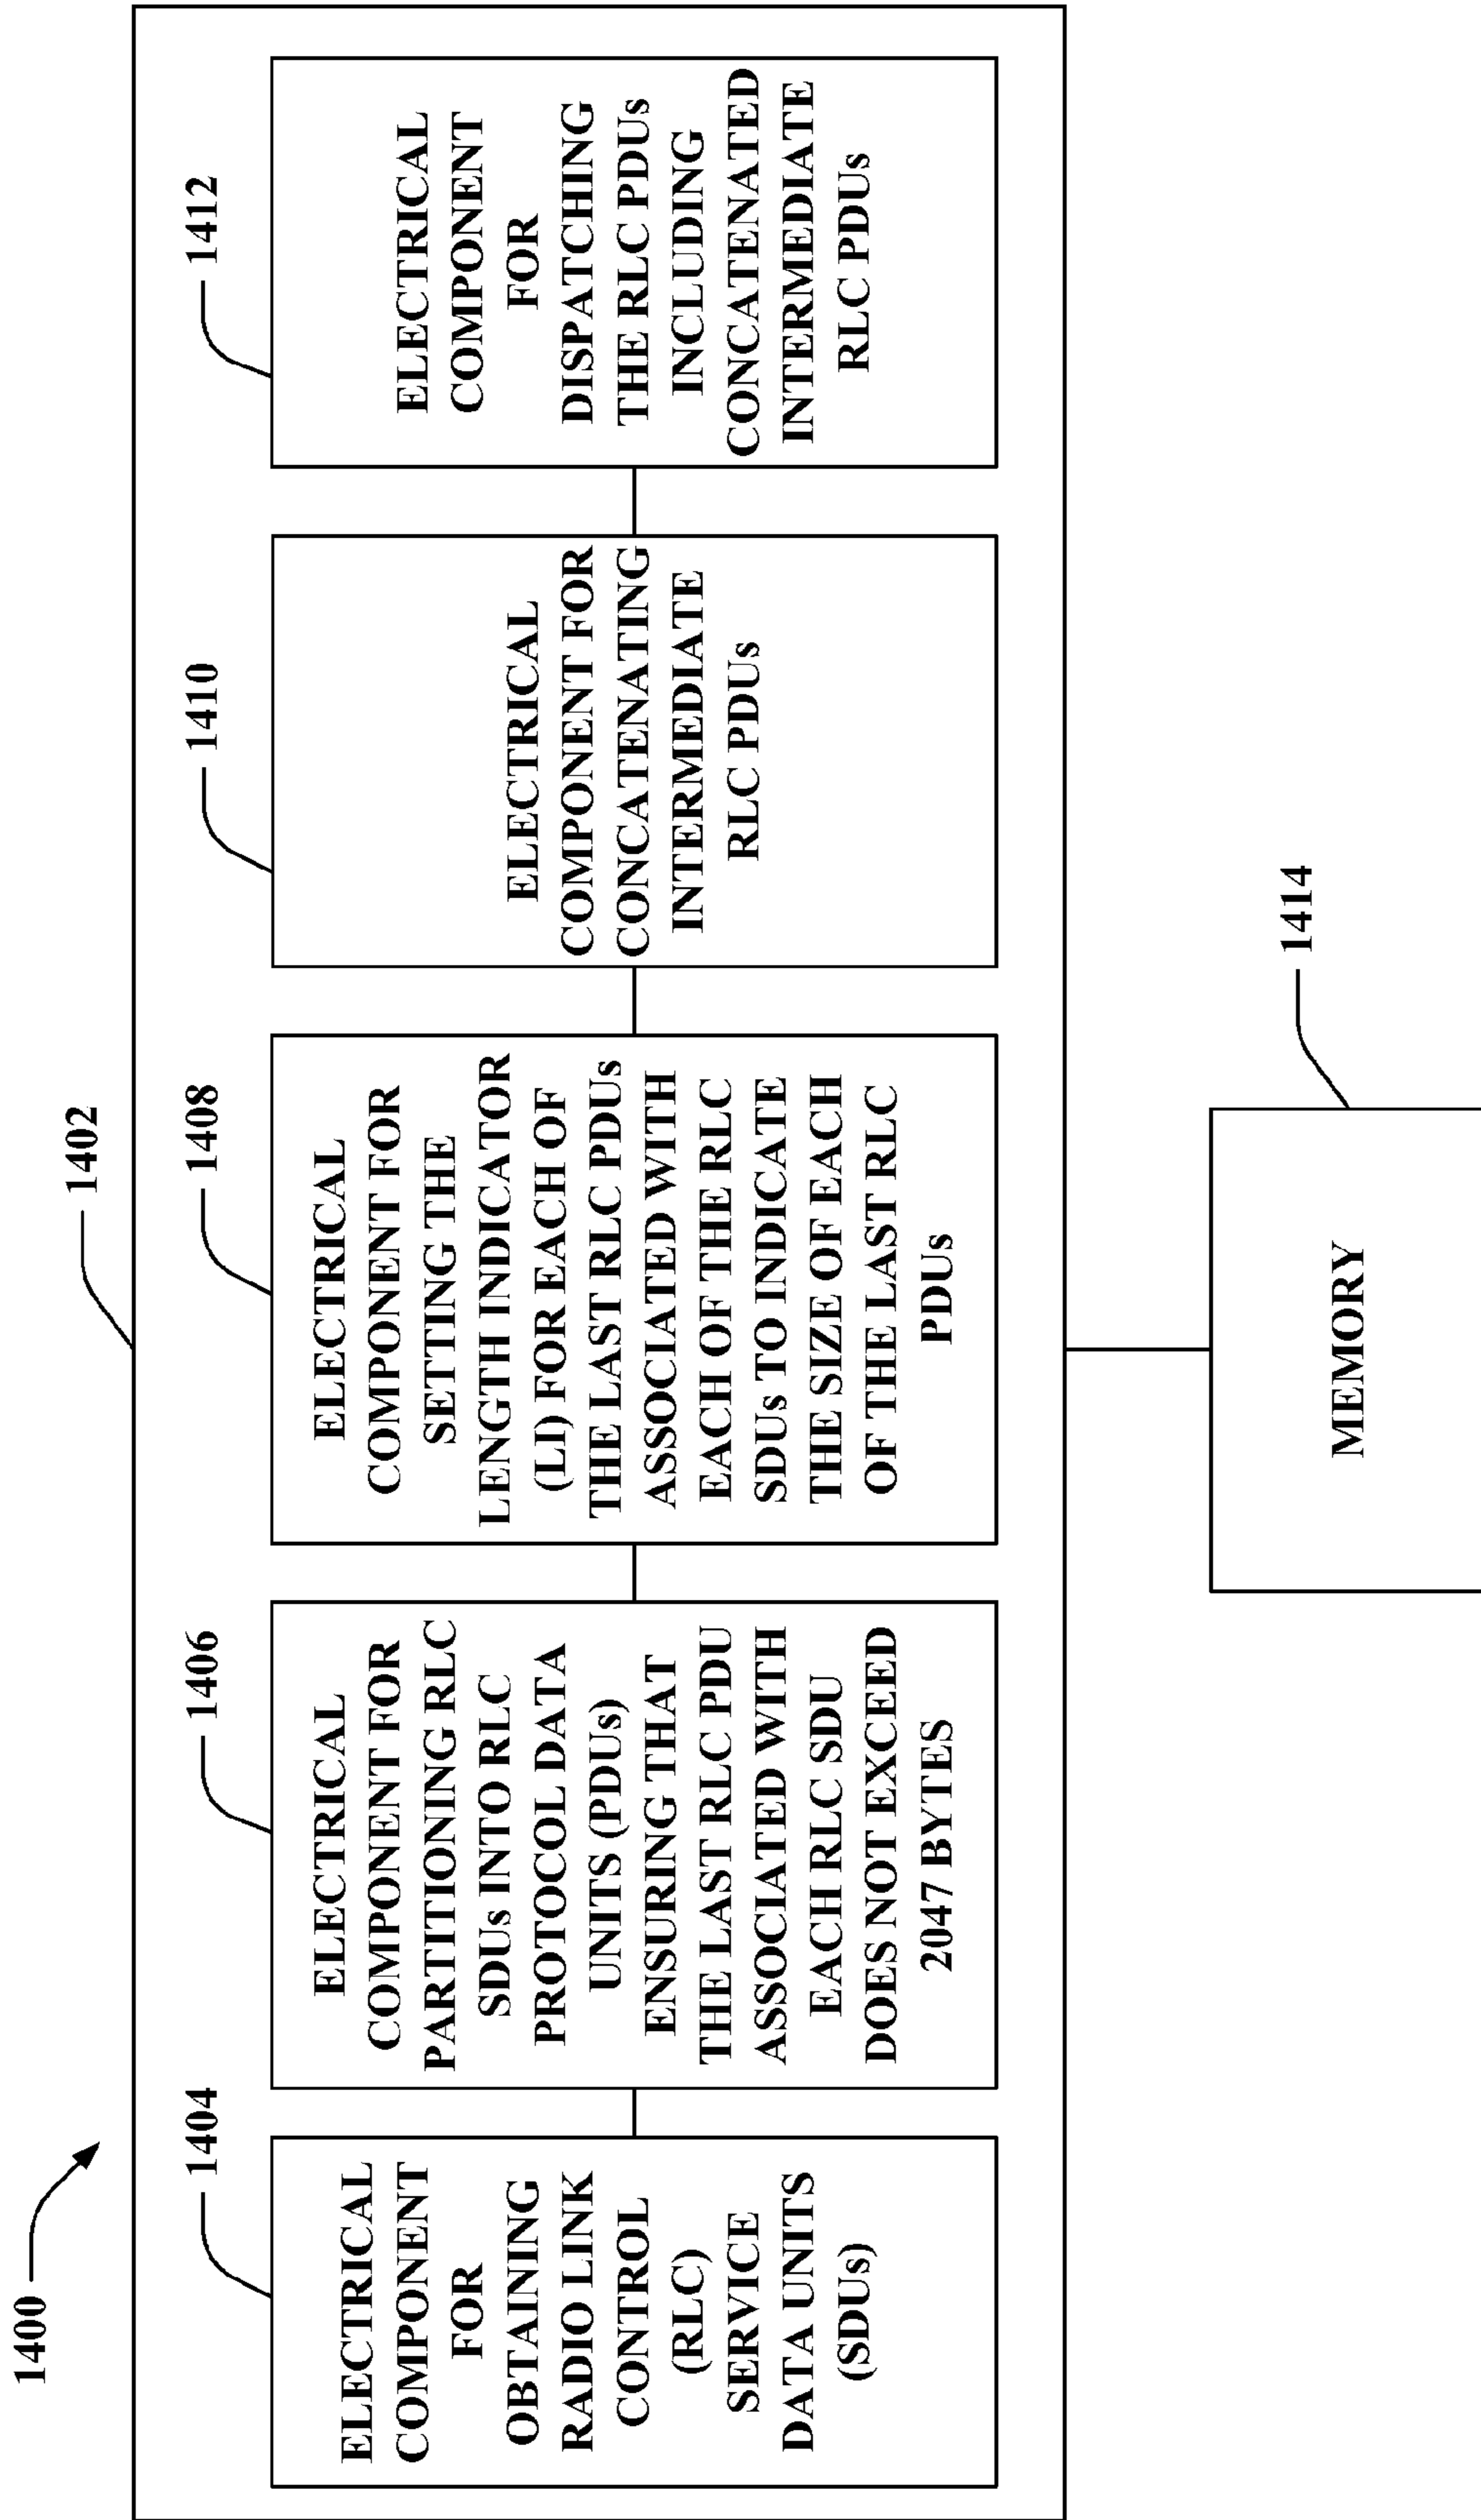 1400
1402
1404
ELECTRICAL
COMPONENT
FOR
OBTAINING
RADIO LINK
CONTROL
(RLC)
SERVICE
DATA UNITS
(SDUs)
1406
ELECTRICAL
COMPONENT FOR
PARTITIONING RLC
SDUs INTO RLC
PROTOCOL DATA
UNITS (PDUs)
ENSURING THAT
THE LAST RLC PDU
ASSOCIATED WITH
EACH RLC SDU
DOES NOT EXCEED
2047 BYTES
1408
ELECTRICAL
COMPONENT FOR
SETTING THE
LENGTH INDICATOR
(LI) FOR EACH OF
THE LAST RLC PDUs
ASSOCIATED WITH
EACH OF THE RLC
SDUs TO INDICATE
THE SIZE OF EACH
OF THE LAST RLC
PDUs
1410
ELECTRICAL
COMPONENT FOR
CONCATENATING
INTERMEDIATE
RLC PDUs
1412
ELECTRICAL
COMPONENT
FOR
DISPATCHING
THE RLC PDUs
INCLUDING
CONCATENATED
INTERMEDIATE
RLC PDUs
1414
MEMORY